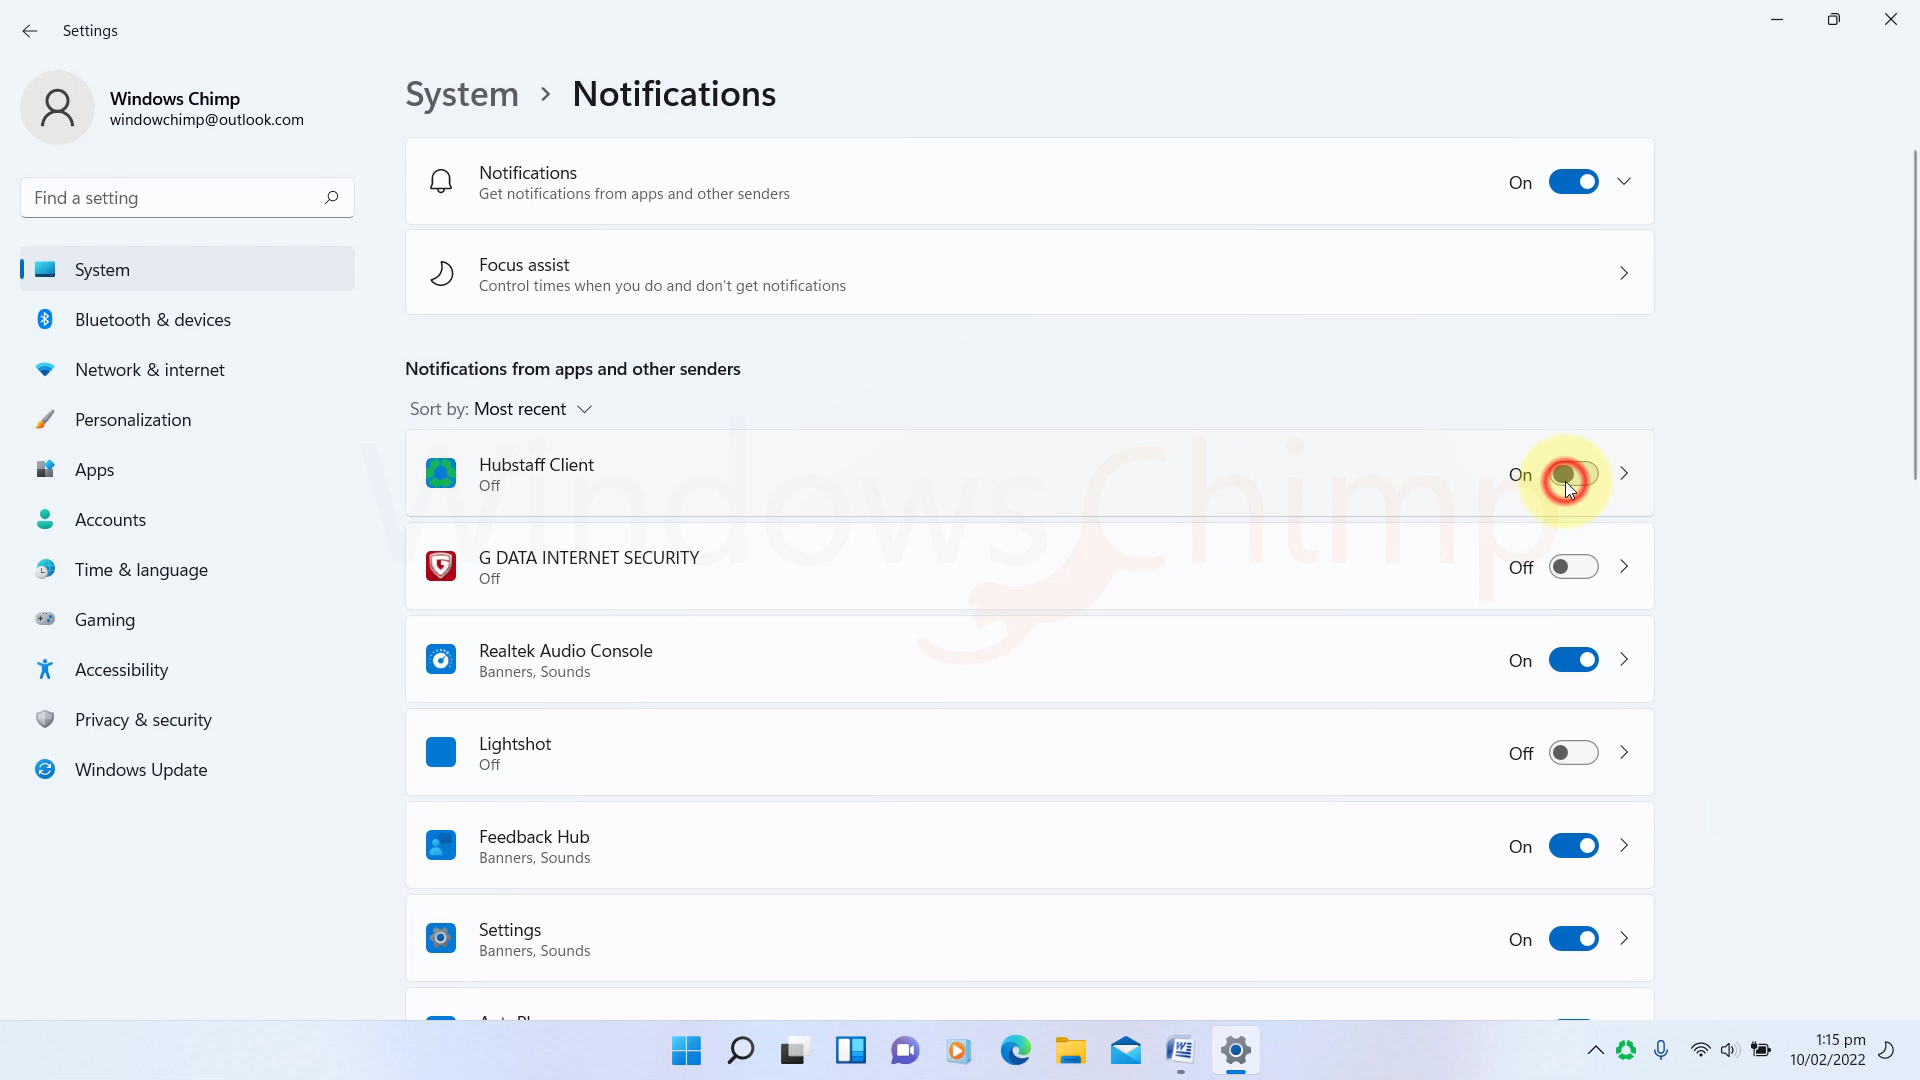 Settings
Windows Chimp
windowchimp@outlook.com
Find a setting
System
Bluetooth & devices
Network & internet
Personalization
Apps
Accounts
Time & language
Gaming
Accessibility
Privacy & security
Windows Update
System > Notifications
Notifications
Get notifications from apps and other senders
On
Focus assist
Control times when you do and don't get notifications
Notifications from apps and other senders
Sort by: Most recent
Hubstaff Client
Off
On
G DATA INTERNET SECURITY
Off
Off
Realtek Audio Console
Banners, Sounds
On
Lightshot
Off
Off
Feedback Hub
Banners, Sounds
On
Settings
Banners, Sounds
On
Windows Chimp
1:15 pm
10/02/2022